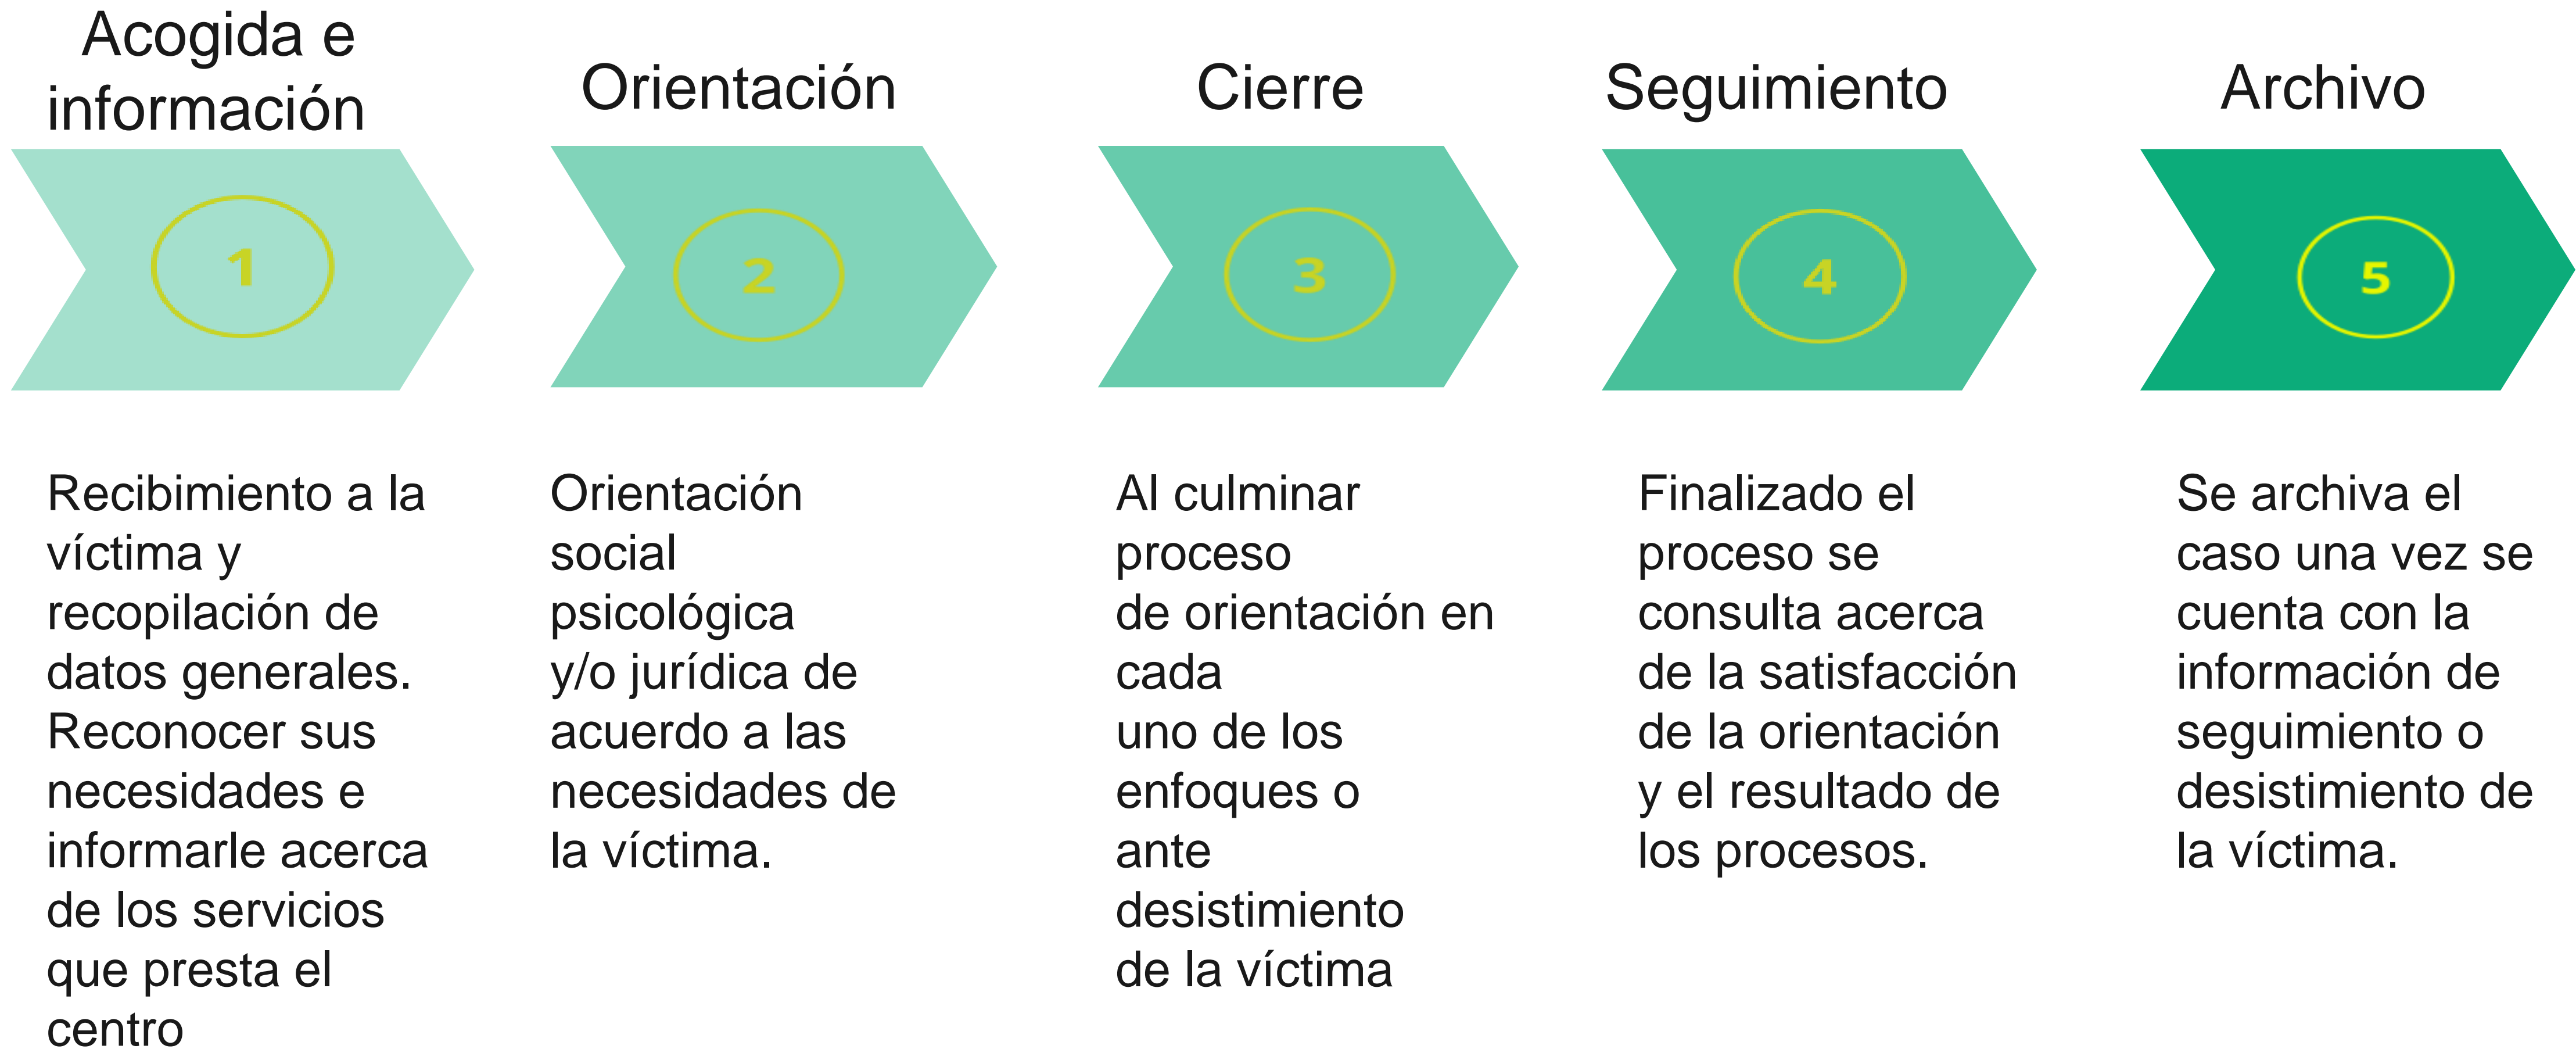 Acogida e
información
1
Recibimiento a la
víctima y
recopilación de
datos generales.
Reconocer sus
necesidades e
informarle acerca
de los servicios
que presta el
centro
Orientación
2
Orientación
social
psicológica
y/o jurídica de
acuerdo a las
necesidades de
la víctima.
Cierre
3
Al culminar
proceso
de orientación en
cada
uno de los
enfoques o
ante
desistimiento
de la víctima
Seguimiento
4
Finalizado el
proceso se
consulta acerca
de la satisfacción
de la orientación
y el resultado de
los procesos.
Archivo
5
Se archiva el
caso una vez se
cuenta con la
información de
seguimiento o
desistimiento de
la víctima.